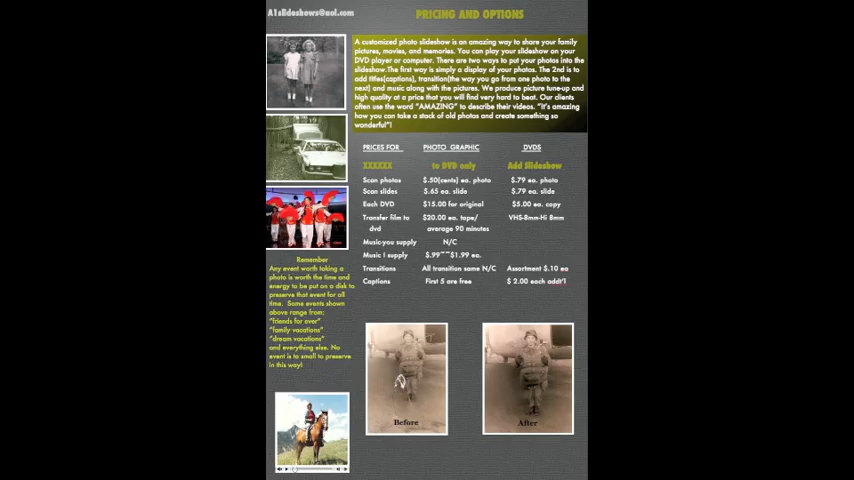 A1slideshows@aol.com
PRICING AND OPTIONS
A customized photo slideshow is an amazing way to share your family
pictures, movies, and memories. You can play your slideshow on your
DVD player or computer. There are two ways to put your photos into the
slideshow.The first way is simply a display of your photos. The 2nd is to
add titles(captions), transition(the way you go from one photo to the
next) and music along with the pictures. We produce picture tune-up and
high quality at a price that you will find very hard to beat. Our clients
often use the word "AMAZING" to describe their videos. "It's amazing
how you can take a stack of old photos and create something so
wonderful"!
PRICES FOR PHOTO GRAPHIC DVDS
XXXXXX to DVD only Add Slideshow
Scan photos $.50(cents) ea. photo $.79 ea. photo
Scan slides $.65 ea. slide $.79 ea. slide
Each DVD $15.00 for original $5.00 ea. copy
Transfer film to $20.00 ea. tape/ VHS-8mm-Hi 8mm
dvd average 90 minutes
Music-you supply N/C
Music I supply $.99~~$1.99 ea.
Transitions All transition same N/C Assortment $.10 ea
Captions First 5 are free $ 2.00 each addt'l
Remember
Any event worth taking a
photo is worth the time and
energy to be put on a disk to
preserve that event for all
time. Some events shown
above range from:
"friends for over"
"family vacations"
"dream vacations"
and everything else. No
event is to small to preserve
in this way!
Before
After